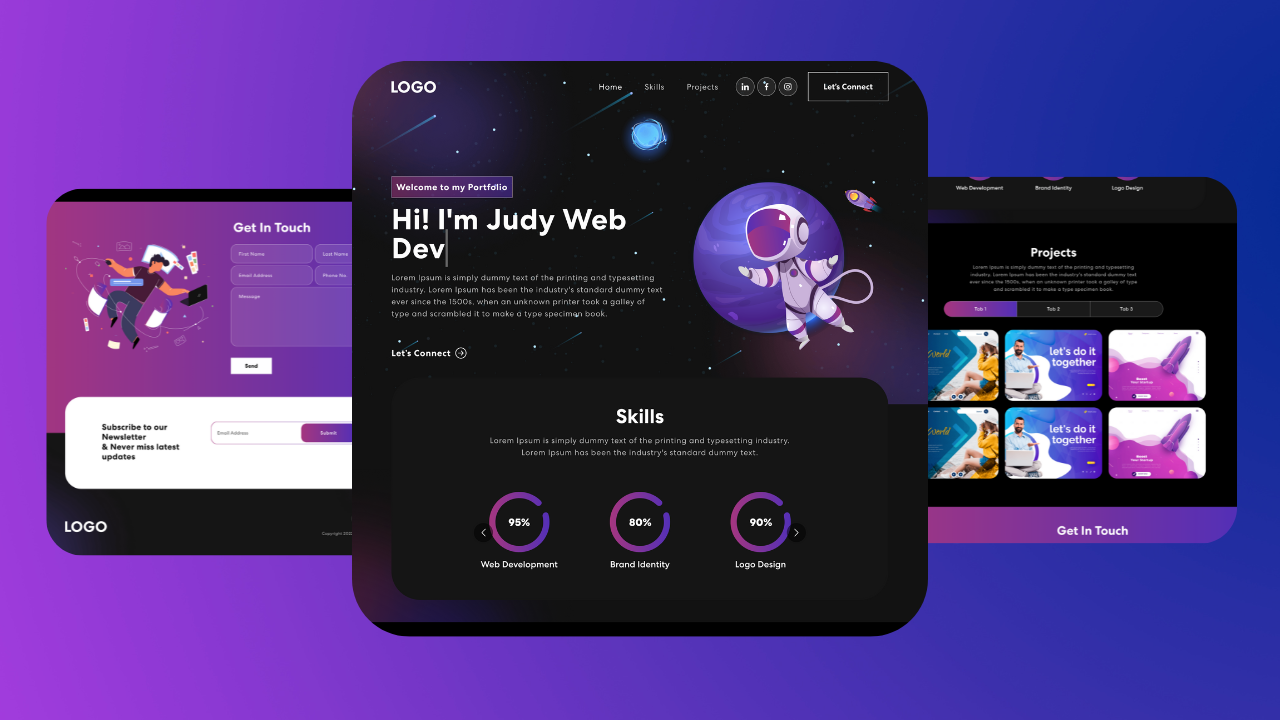 LOGO
Home
Skills
Projects
in
Let's Connect
Welcome to my Portfolio
Hi! I'm Judy Web
Dev
Lorem Ipsum is simply dummy text of the printing and typesetting
industry. Lorem Ipsum has been the industry's standard dummy text
ever since the 1500s, when an unknown printer took a galley of
type and scrambled it to make a type specimen book.
Let's Connect
Skills
Lorem Ipsum is simply dummy text of the printing and typesetting industry.
Lorem Ipsum has been the industry's standard dummy text.
95%
80%
90%
Web Development
Brand Identity
Logo Design
Get In Touch
First Name
Last Name
Email Address
Phone No
Message
Send
Subscribe to our
Newsletter
& Never miss latest
updates
Email Address
Submit
LOGO
Copyright
Web Development
Brand Identity
Logo Design
Projects
Lorem Ipsum is simply dummy text of the printing and typesetting
industry. Lorem Ipsum has been the industry's standard dummy text
ever since the 1500s, when an unknown printer took a galley of type
and scrambled it to make a type specimen book.
Tab 1
Tab 2
Tab 3
World
let's do it
together
Boost
Your Startup
World
let's do it
together
Boost
Your Startup
Get In Touch